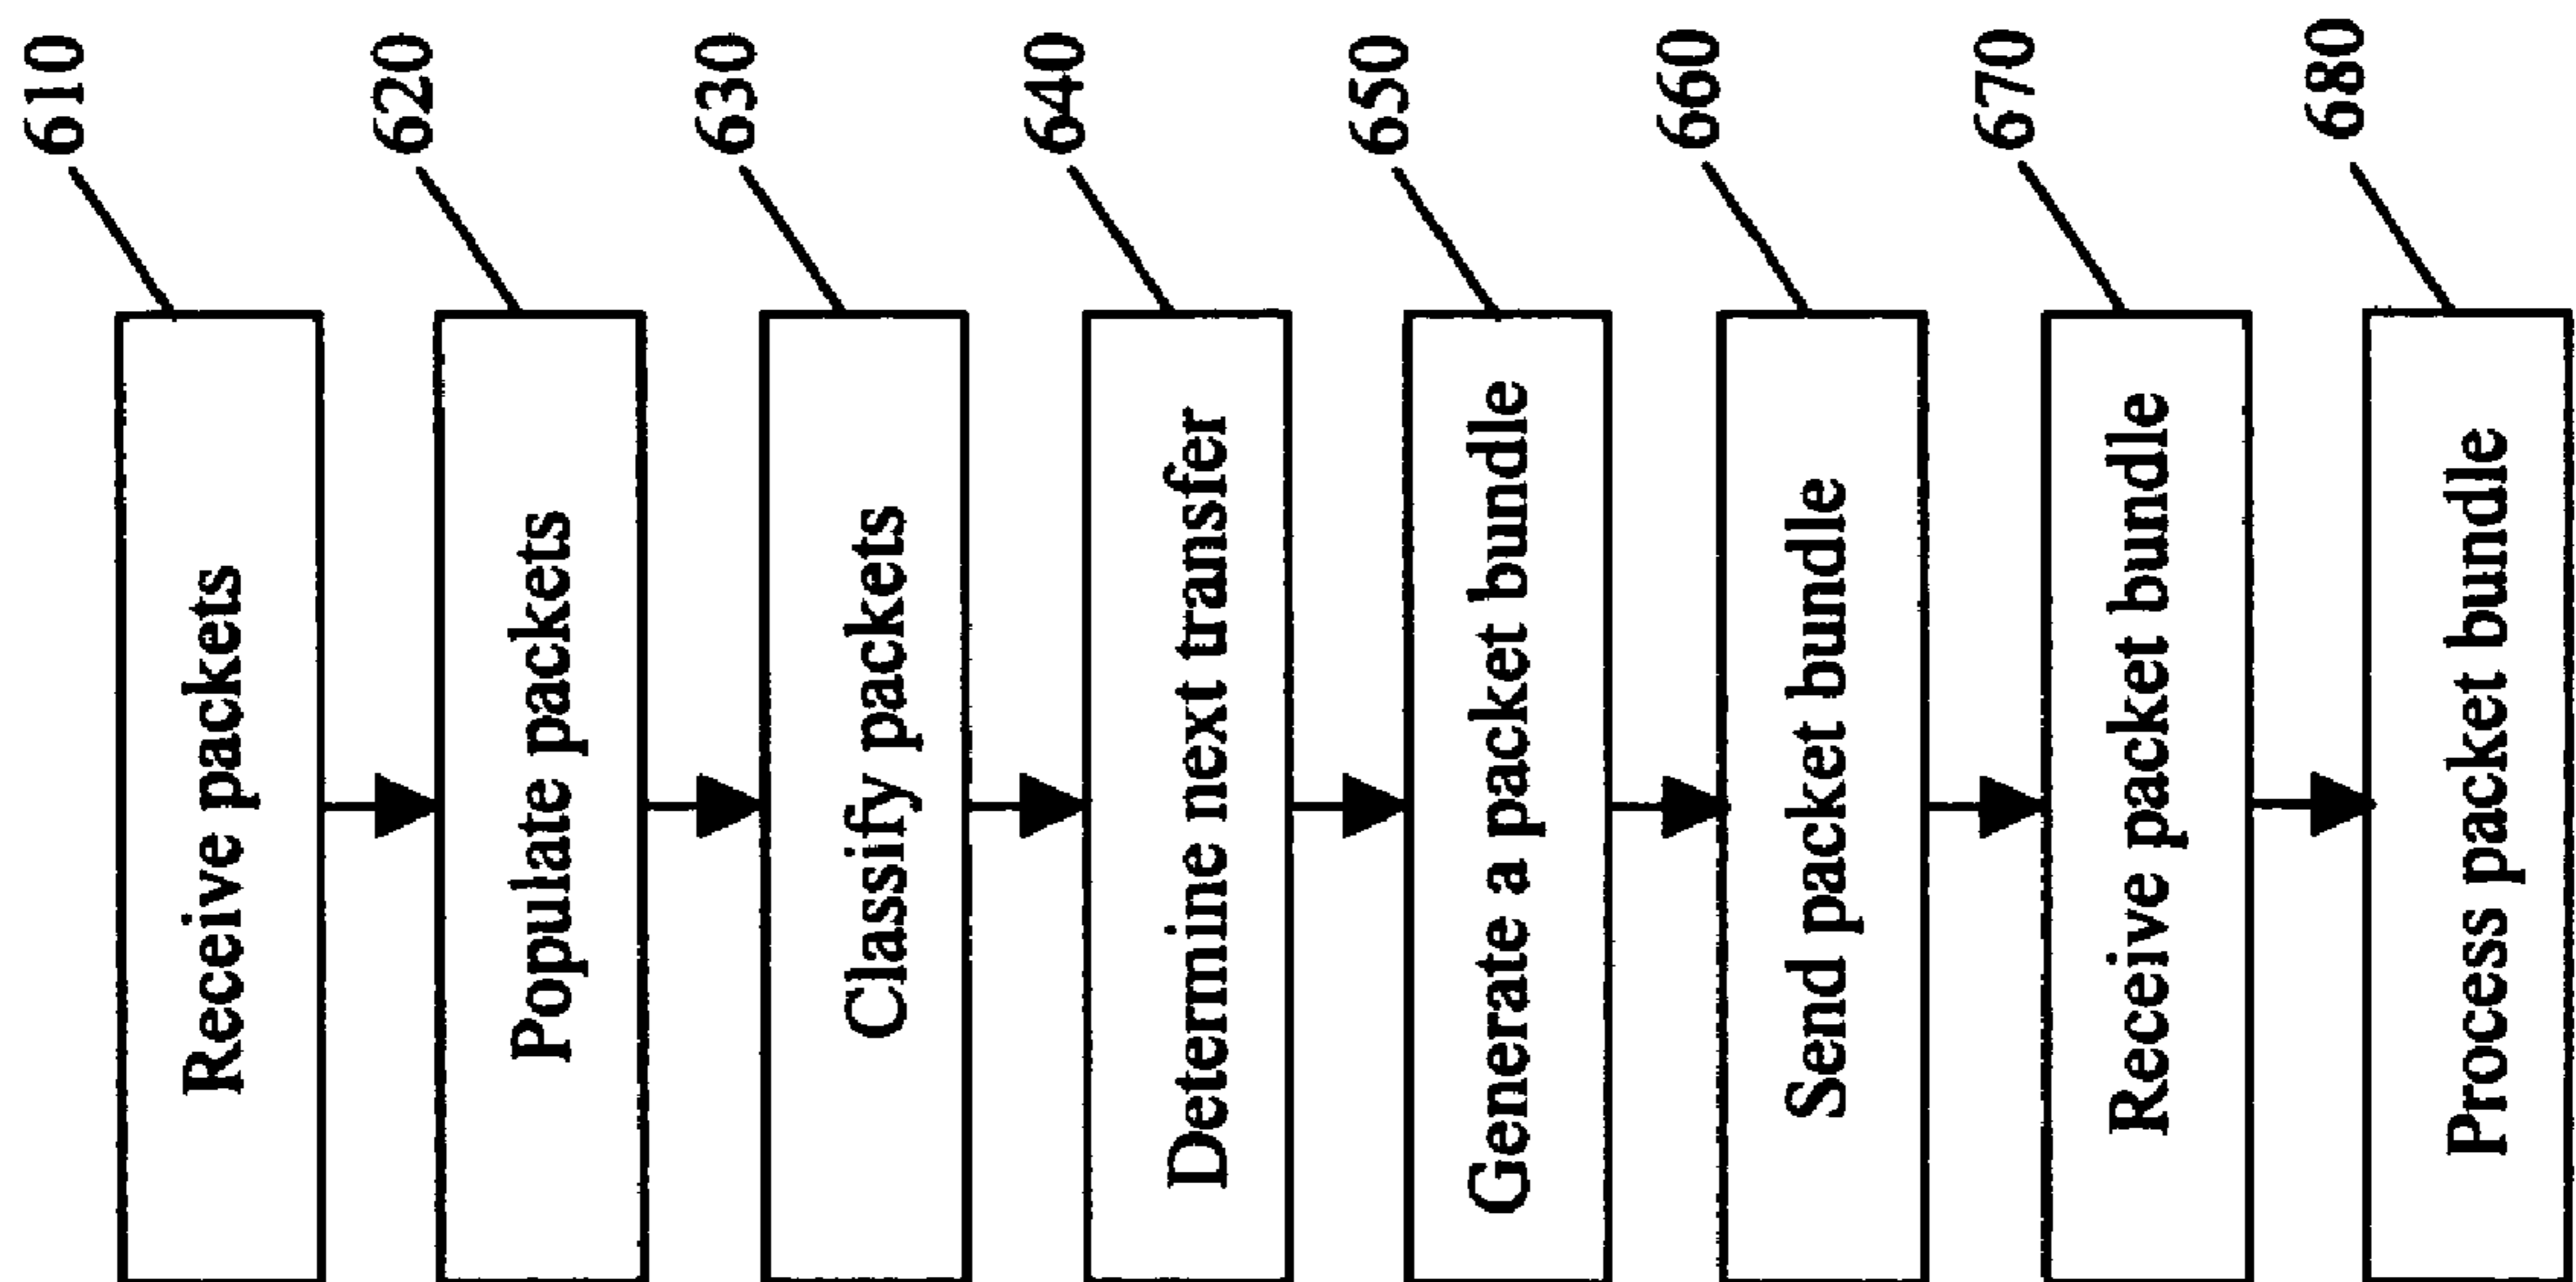 610
Receive packets
620
Populate packets
630
Classify packets
640
Determine next transfer
650
Generate a packet bundle
660
Send packet bundle
670
Receive packet bundle
680
Process packet bundle